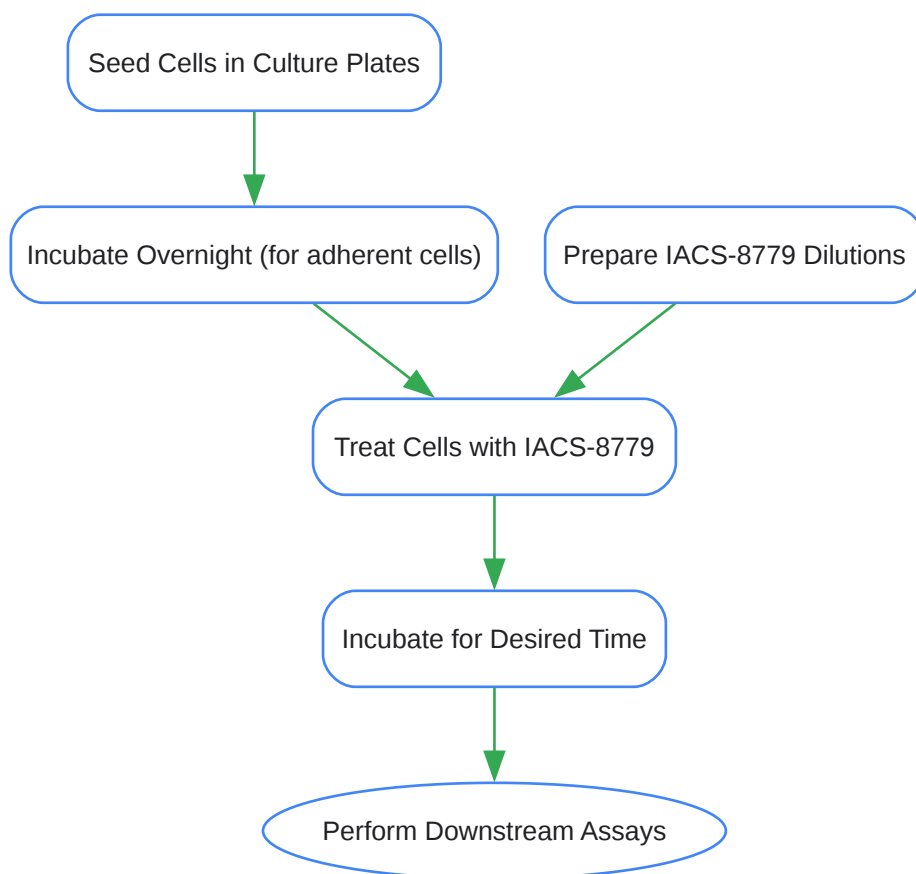 Seed Cells in Culture Plates
Incubate Overnight (for adherent cells)
Prepare IACS-8779 Dilutions
Treat Cells with IACS-8779
Incubate for Desired Time
Perform Downstream Assays